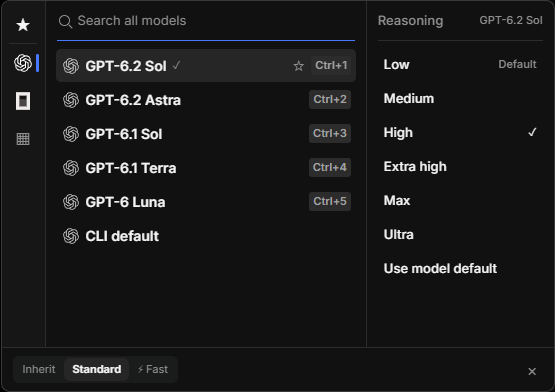 Search all models
GPT-6.2 Sol ✓ ☆ Ctrl+1
GPT-6.2 Astra Ctrl+2
GPT-6.1 Sol Ctrl+3
GPT-6.1 Terra Ctrl+4
GPT-6 Luna Ctrl+5
CLI default
Reasoning GPT-6.2 Sol
Low Default
Medium
High ✓
Extra high
Max
Ultra
Use model default
Inherit Standard ⚡ Fast ×